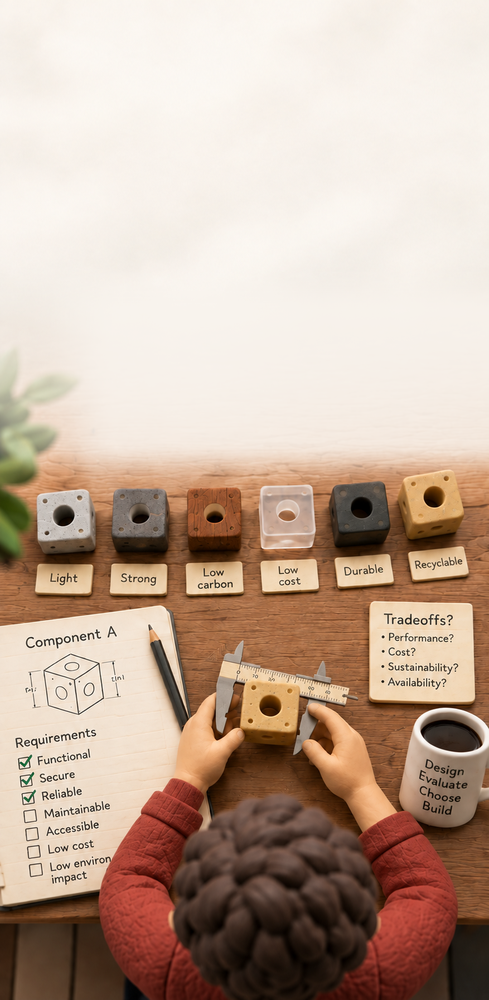 Light
Strong
Low
carbon
Low
cost
Durable
Recyclable
Component A
Requirements
Functional
Secure
Reliable
Maintainable
Accessible
Low cost
Low environ
impact
Tradeoffs?
• Performance?
• Cost?
• Sustainability?
• Availability?
Design
Evaluate
Choose
Build